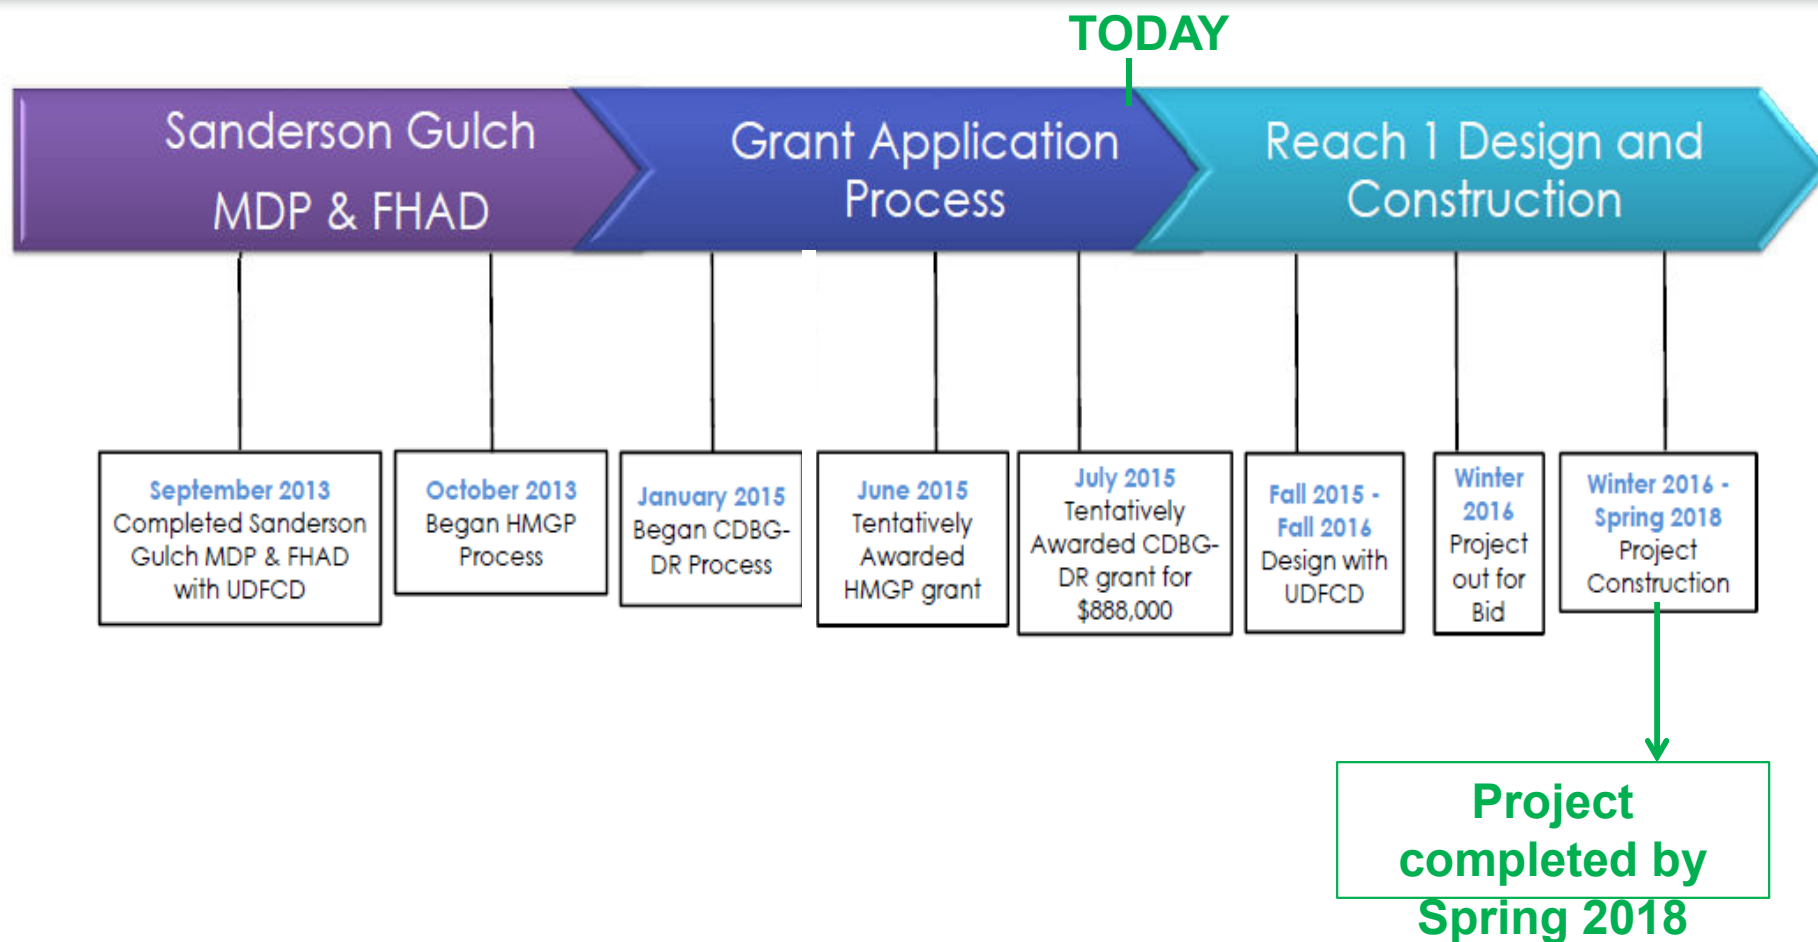 TODAY
Sanderson Gulch
MDP & FHAD
Grant Application
Process
Reach 1 Design and
Construction
September 2013
Completed Sanderson
Gulch MDP & FHAD
with UDFCD
October 2013
Began HMGP
Process
January 2015
Began CDBG-
DR Process
June 2015
Tentatively
Awarded
HMGP grant
July 2015
Tentatively
Awarded CDBG-
DR grant for
$888,000
Fall 2015 -
Fall 2016
Design with
UDFCD
Winter
2016
Project
out for
Bid
Winter 2016 -
Spring 2018
Project
Construction
Project
completed by
Spring 2018